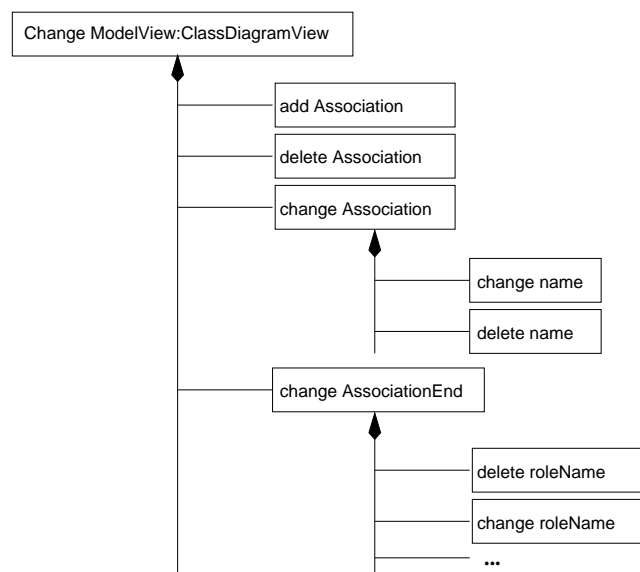 Change ModelView:ClassDiagramView
add Association
delete Association
change Association
change name
delete name
change AssociationEnd
delete roleName
change roleName
...